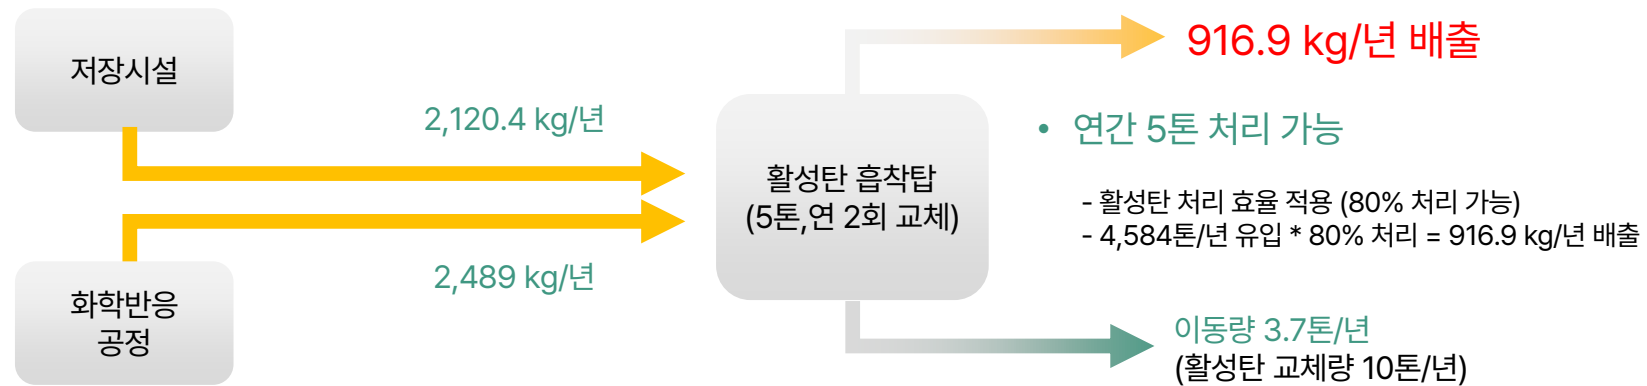 저장시설
2,120.4 kg/년
화학반응
공정
2,489 kg/년
활성탄 흡착탑
(5톤,연 2회 교체)
916.9 kg/년 배출
• 연간 5톤 처리 가능
- 활성탄 처리 효율 적용 (80% 처리 가능)
- 4,584톤/년 유입 * 80% 처리 = 916.9 kg/년 배출
이동량 3.7톤/년
(활성탄 교체량 10톤/년)